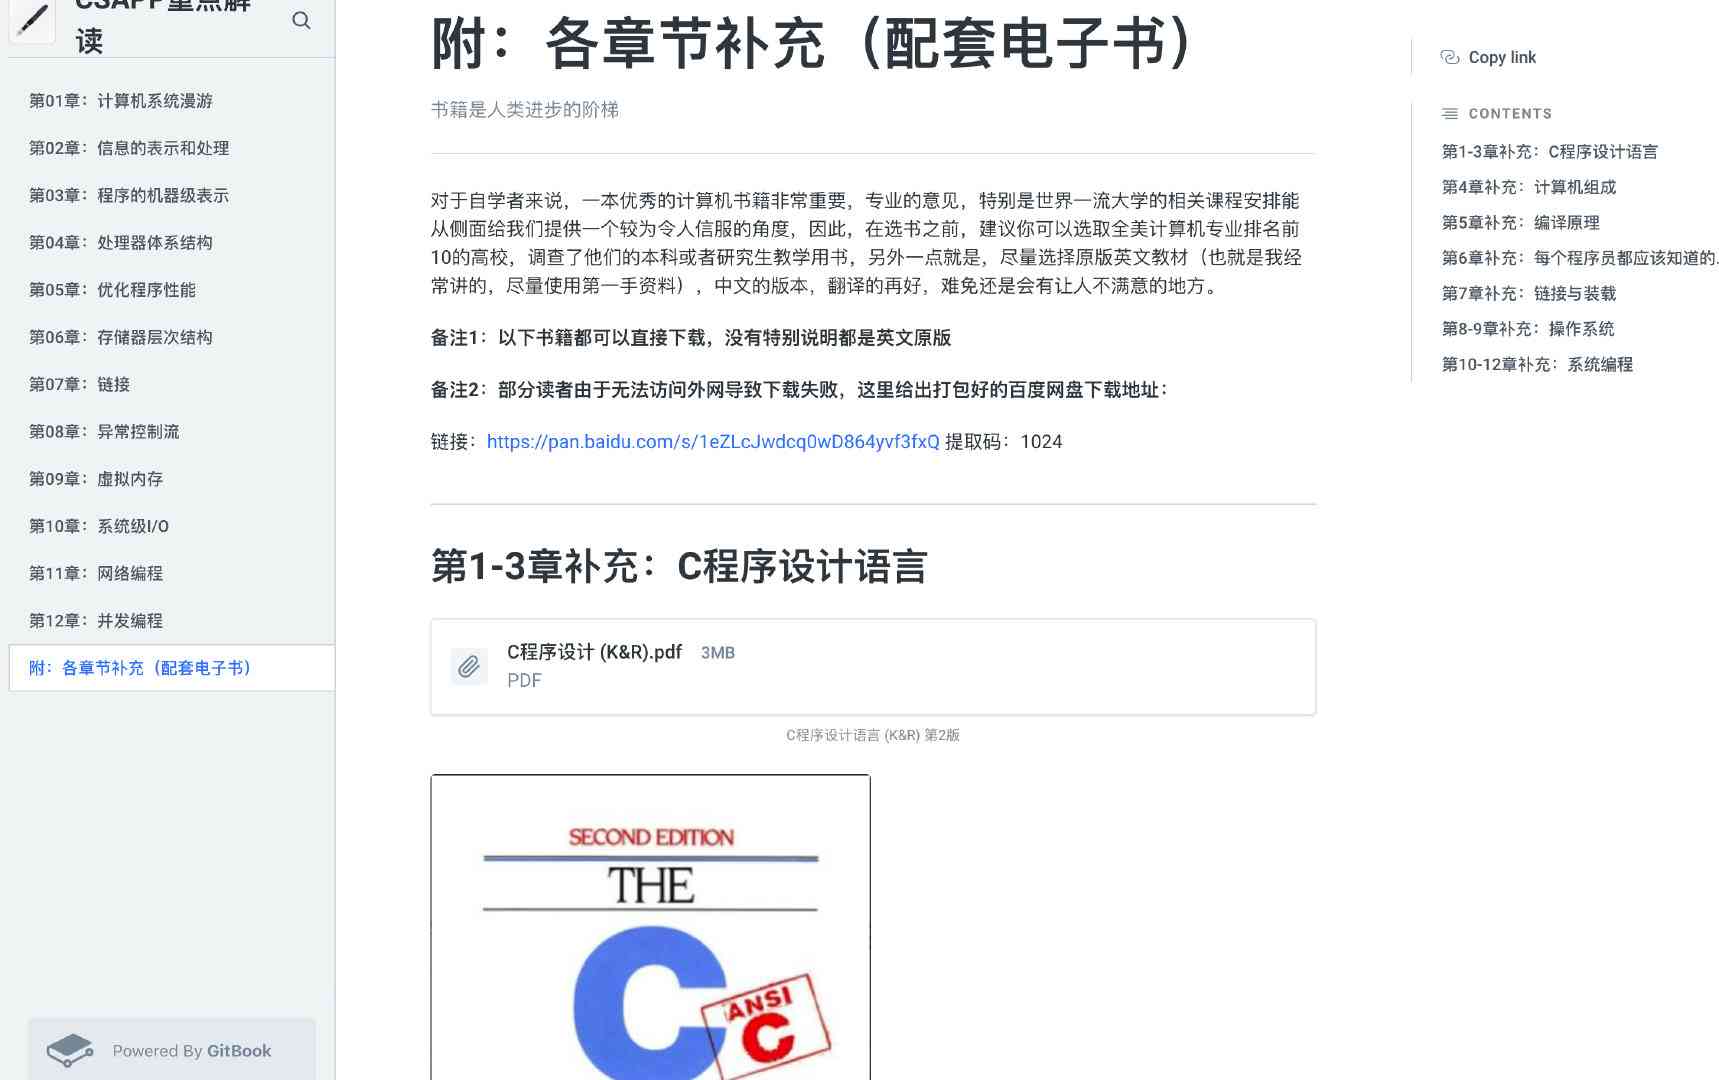 CSAPP重点解
读
第01章：计算机系统漫游
第02章：信息的表示和处理
第03章：程序的机器级表示
第04章：处理器体系结构
第05章：优化程序性能
第06章：存储器层次结构
第07章：链接
第08章：异常控制流
第09章：虚拟内存
第10章：系统级I/O
第11章：网络编程
第12章：并发编程
附：各章节补充（配套电子书）
Powered By GitBook
附：各章节补充（配套电子书）
书籍是人类进步的阶梯
对于自学者来说，一本优秀的计算机书籍非常重要，专业的意见，特别是世界一流大学的相关课程安排能
从侧面给我们提供一个较为令人信服的角度，因此，在选书之前，建议你可以选取全美计算机专业排名前
10的高校，调查了他们的本科或者研究生教学用书，另外一点就是，尽量选择原版英文教材（也就是我经
常讲的，尽量使用第一手资料），中文的版本，翻译的再好，难免还是会有让人不满意的地方。
备注1：以下书籍都可以直接下载，没有特别说明都是英文原版
备注2：部分读者由于无法访问外网导致下载失败，这里给出打包好的百度网盘下载地址：
链接：https://pan.baidu.com/s/1eZLcJwdcq0wD864yvf3fxQ 提取码：1024
第1-3章补充：C程序设计语言
C程序设计 (K&R).pdf 3MB
PDF
C程序设计语言 (K&R) 第2版
SECOND EDITION
THE
C
ANSI
C
Copy link
CONTENTS
第1-3章补充：C程序设计语言
第4章补充：计算机组成
第5章补充：编译原理
第6章补充：每个程序员都应该知道的.
第7章补充：链接与装载
第8-9章补充：操作系统
第10-12章补充：系统编程